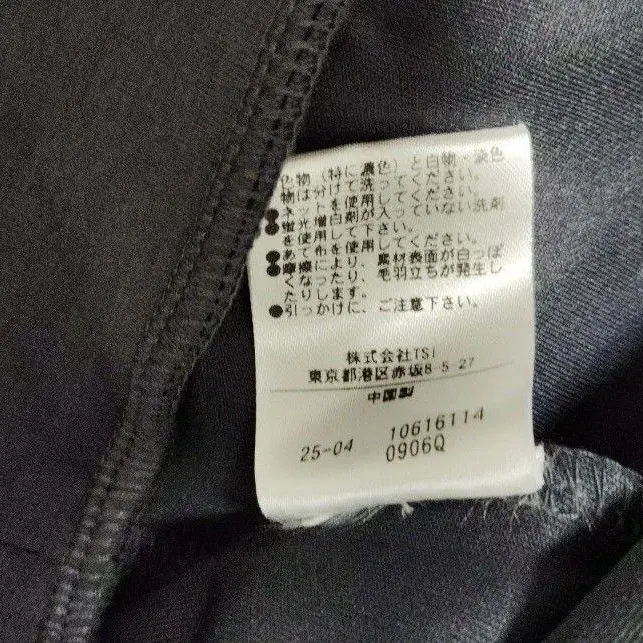 色物（特に濃色）と白物・淡色
物は分けて洗ってください。
●ネットを使用してください。
●蛍光増白剤が入っていない洗剤
を使用して下さい。
●あて布を使用してください。
●摩擦により、素材表面が白っぽ
くなったり、毛羽立ちが発生し
たりします。
●引っかけに、ご注意下さい。
株式会社TSI
東京都港区赤坂8-5-27
中国製
25-04 10616114
0906Q